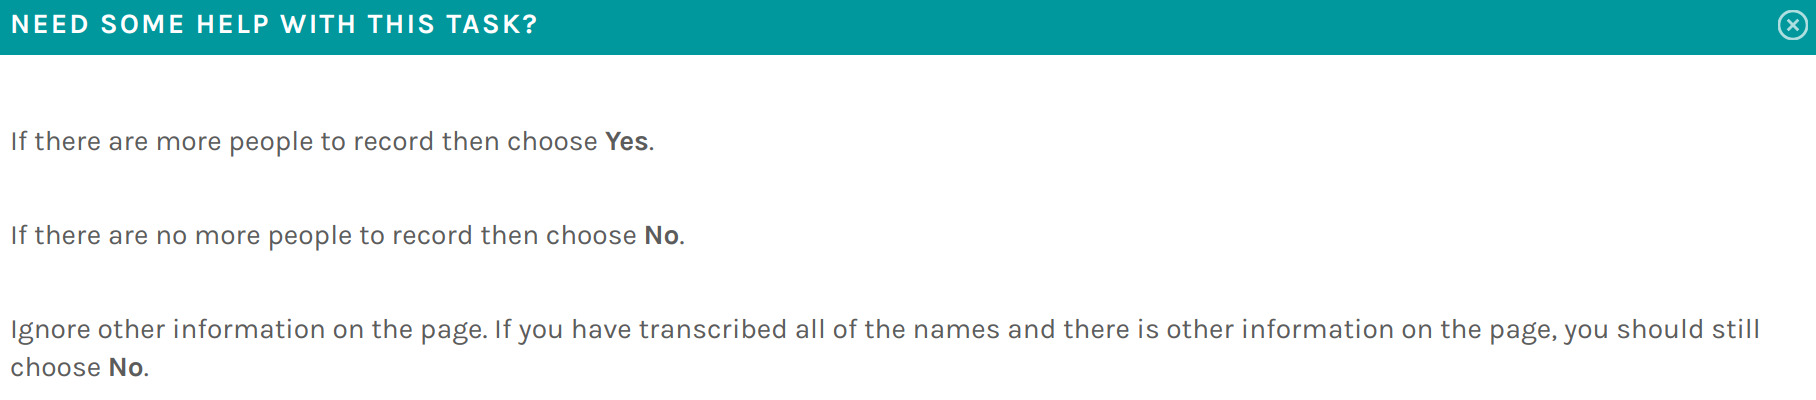 NEED SOME HELP WITH THIS TASK?
If there are more people to record then choose Yes.
If there are no more people to record then choose No.
Ignore other information on the page. If you have transcribed all of the names and there is other information on the page, you should still
choose No.